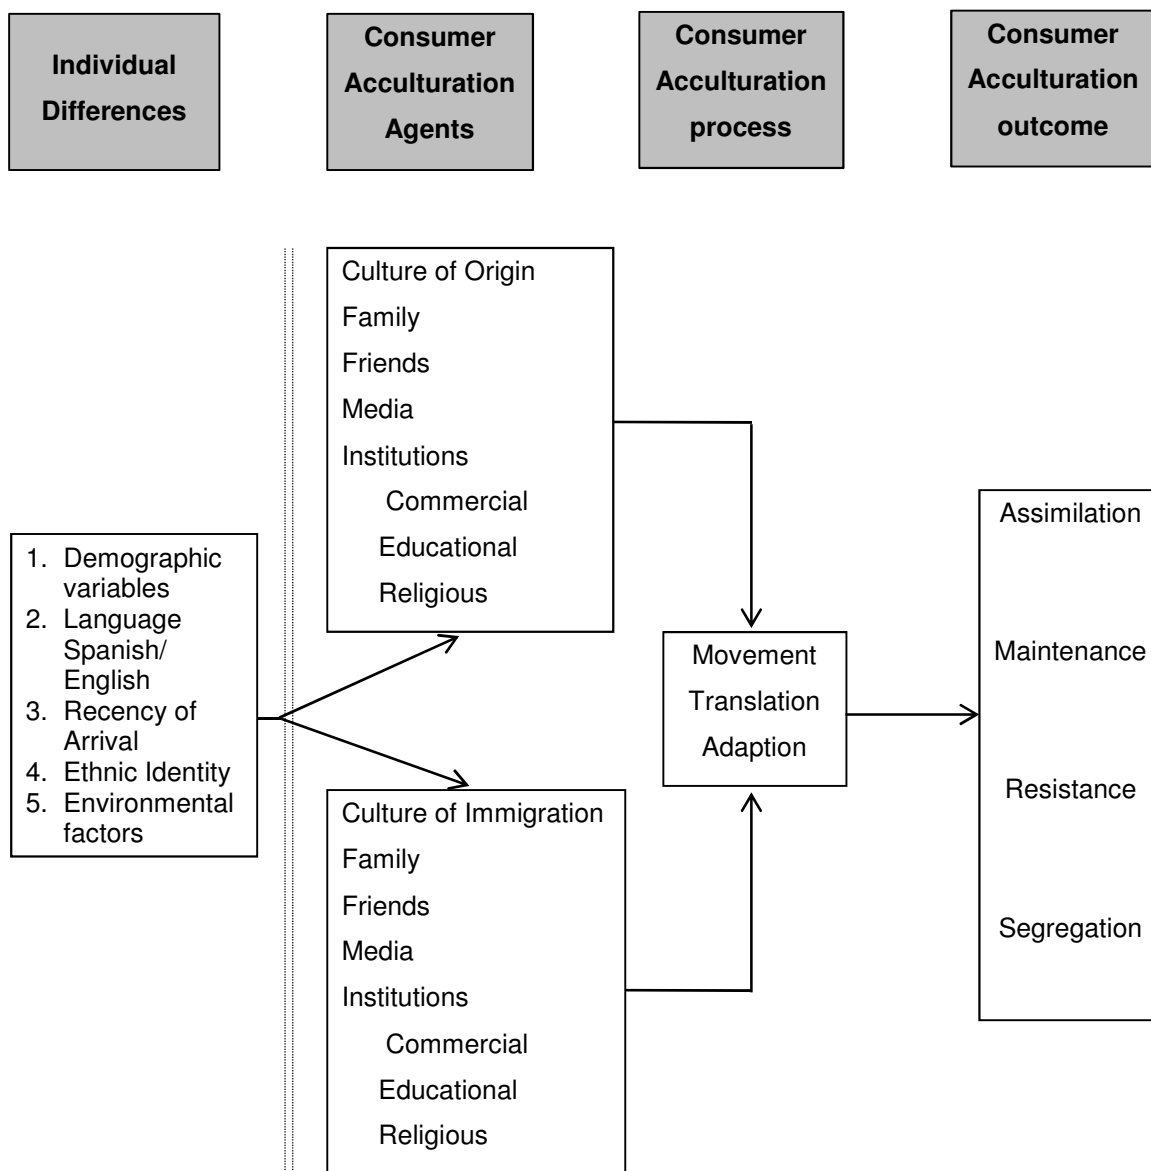 Individual
Differences
Consumer
Acculturation
Agents
Consumer
Acculturation
process
Consumer
Acculturation
outcome
1. Demographic
variables
2. Language
Spanish/
English
3. Recency of
Arrival
4. Ethnic Identity
5. Environmental
factors
Culture of Origin
Family
Friends
Media
Institutions
Commercial
Educational
Religious
Culture of Immigration
Family
Friends
Media
Institutions
Commercial
Educational
Religious
Movement
Translation
Adaption
Assimilation
Maintenance
Resistance
Segregation